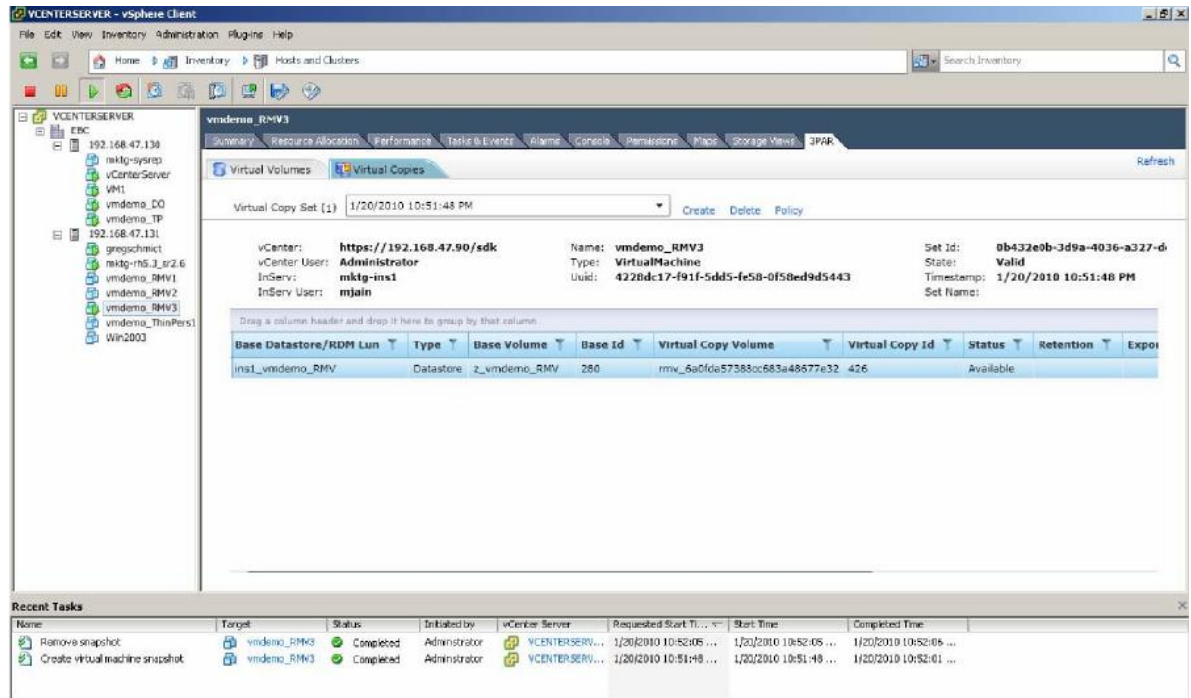 VCENTERSERVER - vSphere Client
File Edit View Inventory Administration Plug-ins Help
Home Inventory Hosts and Clusters
Search Inventory
VCENTERSERVER
EBC
192.168.47.130
mktg-sysrep
vCenterServer
VM1
vmdemo_DO
vmdemo_TP
192.168.47.131
gregschmict
mktg-rh5.3_sr2.6
vmdemo_RMV1
vmdemo_RMV2
vmdemo_RMV3
vmdemo_ThinPers1
Win2003
vmdemo_RMV3
Summary Resource Allocation Performance Tasks & Events Alarms Console Permissions Maps Storage Views 3PAR
Virtual Volumes Virtual Copies Refresh
Virtual Copy Set [1] 1/20/2010 10:51:48 PM Create Delete Policy
vCenter: https://192.168.47.90/sdk Name: vmdemo_RMV3 Set Id: 0b432e0b-3d9a-4036-a327-d
vCenter User: Administrator Type: VirtualMachine State: Valid
InServ: mktg-ins1 Uuid: 4228dc17-f91f-5dd5-fe58-0f58ed9d5443 Timestamp: 1/20/2010 10:51:48 PM
InServ User: mjain Set Name:
Drag a column header and drop it here to group by that column
Base Datastore/RDM Lun Type Base Volume Base Id Virtual Copy Volume Virtual Copy Id Status Retention Expor
ins1_vmdemo_RMV Datastore z_vmdemo_RMV 280 rmv_6a0fda57388cc683a48677e32 426 Available
Recent Tasks
Name Target Status Initiated by vCenter Server Requested Start Ti... Start Time Completed Time
Remove snapshot vmdemo_RMV3 Completed Administrator VCENTERSERV... 1/20/2010 10:52:05 ... 1/20/2010 10:52:05 ... 1/20/2010 10:52:06 ...
Create virtual machine snapshot vmdemo_RMV3 Completed Administrator VCENTERSERV... 1/20/2010 10:51:48 ... 1/20/2010 10:51:48 ... 1/20/2010 10:52:01 ...